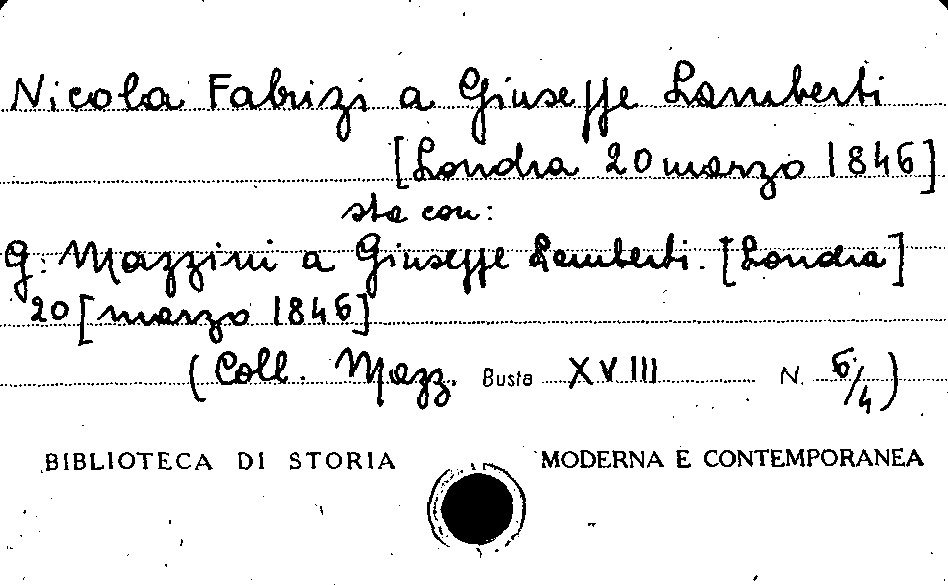 Nicola Fabrizi a Giuseppe Lamberti
[Londra 20 marzo 1846]
sta con:
G. Mazzini a Giuseppe Lamberti. [Londra]
20 [marzo 1846]
(Coll. Mazz. Busta XVIII N. 6/4)
BIBLIOTECA DI STORIA MODERNA E CONTEMPORANEA